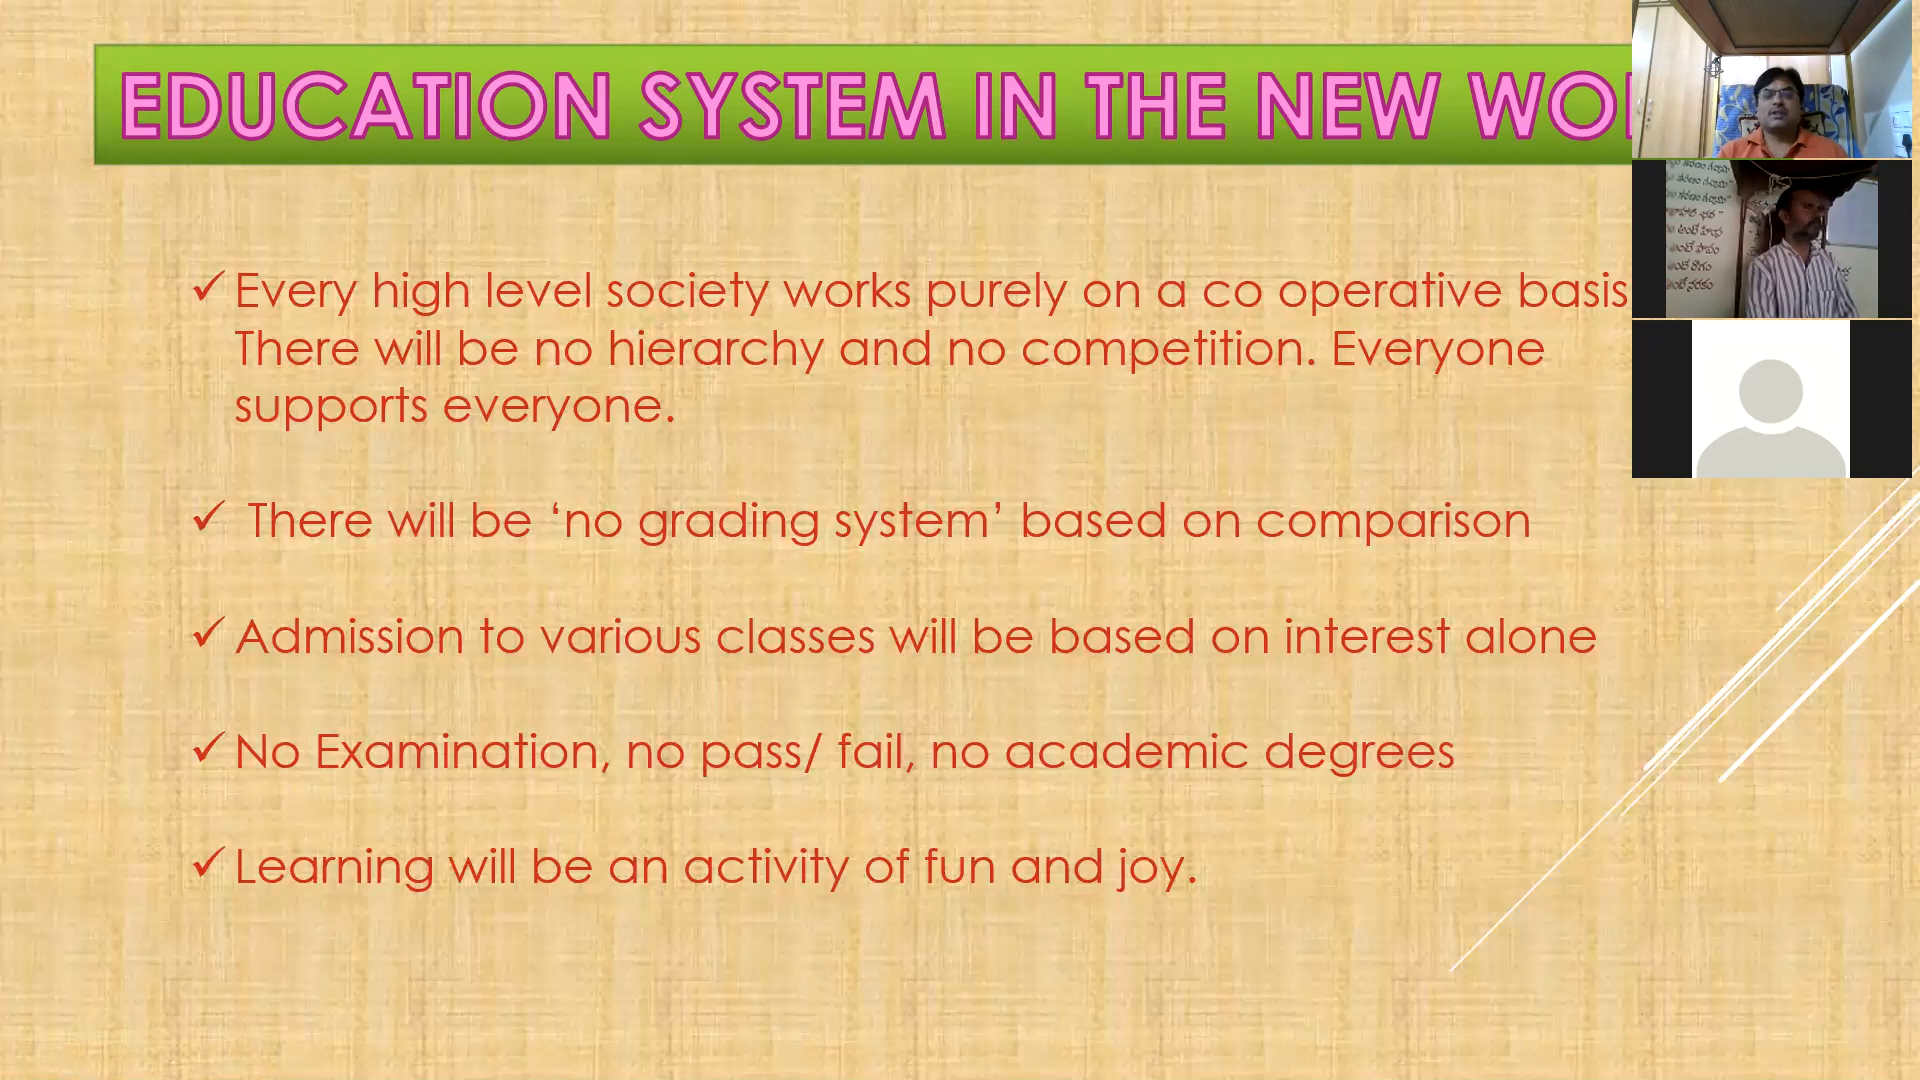 EDUCATION SYSTEM IN THE NEW WO
✓ Every high level society works purely on a co operative basis
There will be no hierarchy and no competition. Everyone
supports everyone.
✓ There will be ‘no grading system’ based on comparison
✓ Admission to various classes will be based on interest alone
✓ No Examination, no pass/ fail, no academic degrees
✓ Learning will be an activity of fun and joy.
అంటే హింస
అంటే పాపం
అంటే రోగం
అంటే నరకం